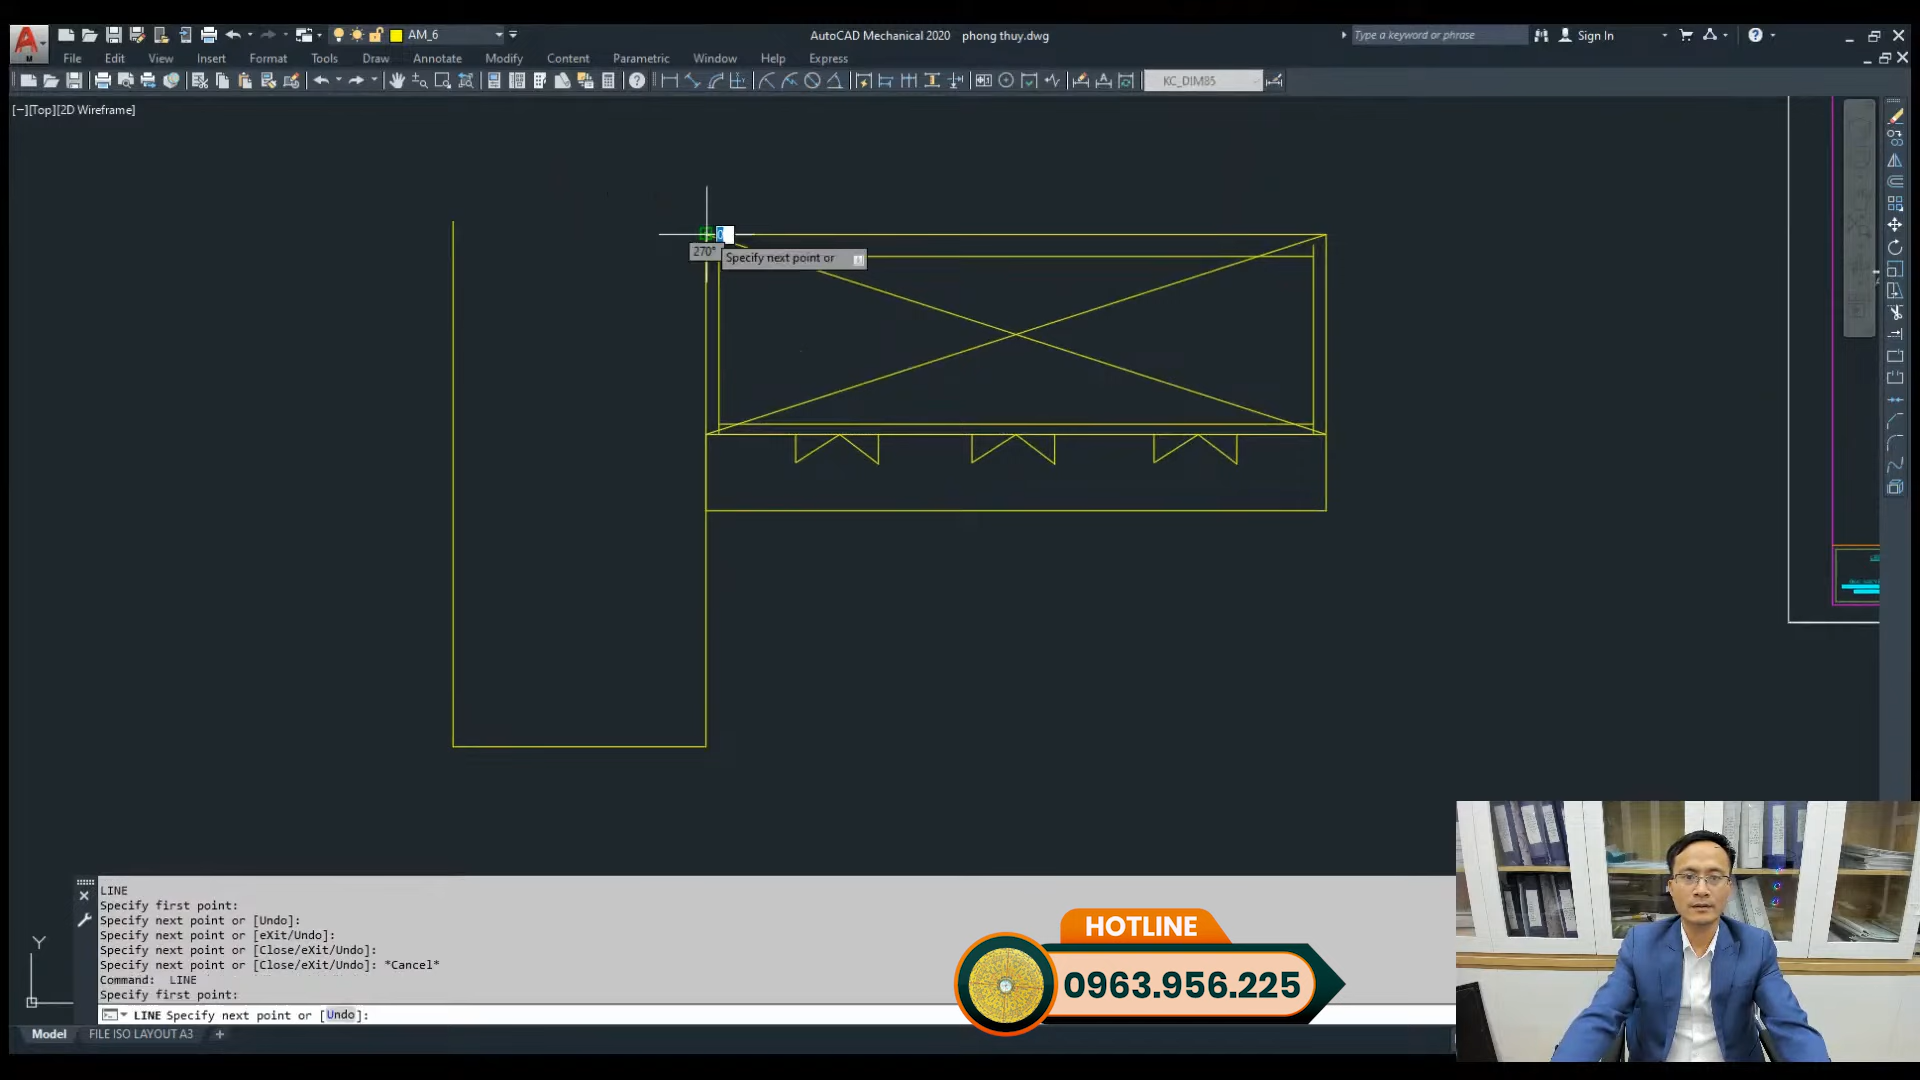 AM_6
AutoCAD Mechanical 2020 phong thuy.dwg
Type a keyword or phrase
Sign In
File Edit View Insert Format Tools Draw Annotate Modify Content Parametric Window Help Express
KC_DIM85
[−][Top][2D Wireframe]
0
270°
Specify next point or
LINE
Specify first point:
Specify next point or [Undo]:
Specify next point or [eXit/Undo]:
Specify next point or [Close/eXit/Undo]:
Specify next point or [Close/eXit/Undo]: *Cancel*
Command: LINE
Specify first point:
LINE Specify next point or [Undo]:
Y
Model FILE ISO LAYOUT A3 +
HOTLINE
0963.956.225